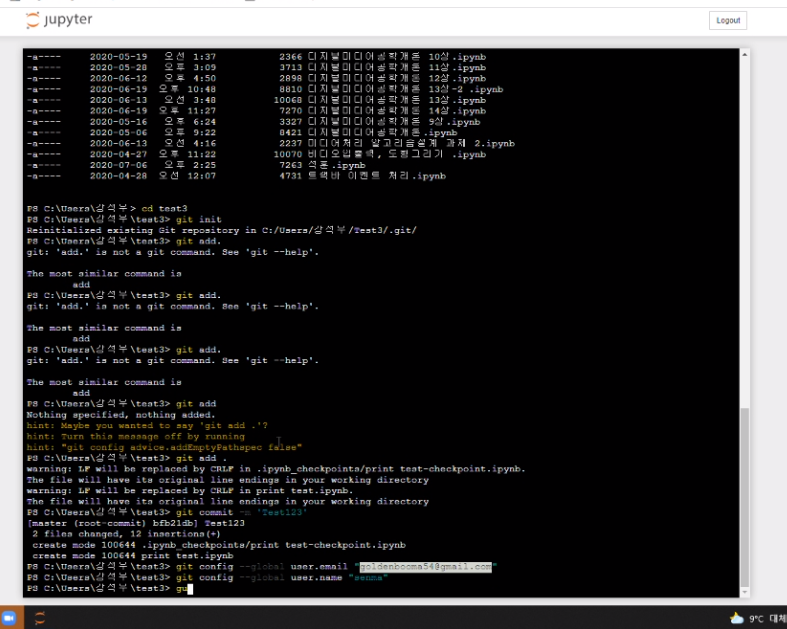 jupyter
Logout
-a---- 2020-05-19 오전 1:37 2366 디지털미디어공학개론 10장.ipynb
-a---- 2020-05-28 오후 3:09 3713 디지털미디어공학개론 11장.ipynb
-a---- 2020-06-12 오후 4:50 2898 디지털미디어공학개론 12장.ipynb
-a---- 2020-06-19 오후 10:48 8810 디지털미디어공학개론 13장-2 .ipynb
-a---- 2020-06-13 오전 3:48 10068 디지털미디어공학개론 13장.ipynb
-a---- 2020-06-19 오후 11:27 7270 디지털미디어공학개론 14장.ipynb
-a---- 2020-05-16 오후 6:24 3327 디지털미디어공학개론 9장.ipynb
-a---- 2020-05-06 오후 9:22 8421 디지털미디어공학개론.ipynb
-a---- 2020-06-13 오전 4:16 2237 미디어처리 알고리즘설계 과제 2.ipynb
-a---- 2020-04-27 오후 11:22 10070 비디오입출력, 도형그리기 .ipynb
-a---- 2020-07-06 오후 2:25 7263 석훈.ipynb
-a---- 2020-04-28 오전 12:07 4731 트랙바 이벤트 처리.ipynb
PS C:\Users\강석우> cd test3
PS C:\Users\강석우\test3> git init
Reinitialized existing Git repository in C:/Users/강석우/Test3/.git/
PS C:\Users\강석우\test3> git add.
git: 'add.' is not a git command. See 'git --help'.
The most similar command is
add
PS C:\Users\강석우\test3> git add.
git: 'add.' is not a git command. See 'git --help'.
The most similar command is
add
PS C:\Users\강석우\test3> git add.
git: 'add.' is not a git command. See 'git --help'.
The most similar command is
add
PS C:\Users\강석우\test3> git add
Nothing specified, nothing added.
hint: Maybe you wanted to say 'git add .'?
hint: Turn this message off by running
hint: "git config advice.addEmptyPathspec false"
PS C:\Users\강석우\test3> git add .
warning: LF will be replaced by CRLF in .ipynb_checkpoints/print test-checkpoint.ipynb.
The file will have its original line endings in your working directory
warning: LF will be replaced by CRLF in print test.ipynb.
The file will have its original line endings in your working directory
PS C:\Users\강석우\test3> git commit -m 'Test123'
[master (root-commit) bfb21db] Test123
2 files changed, 12 insertions(+)
create mode 100644 .ipynb_checkpoints/print test-checkpoint.ipynb
create mode 100644 print test.ipynb
PS C:\Users\강석우\test3> git config --global user.email "goldenbooma54@gmail.com"
PS C:\Users\강석우\test3> git config --global user.name "senma"
PS C:\Users\강석우\test3> gu
9°C 대체